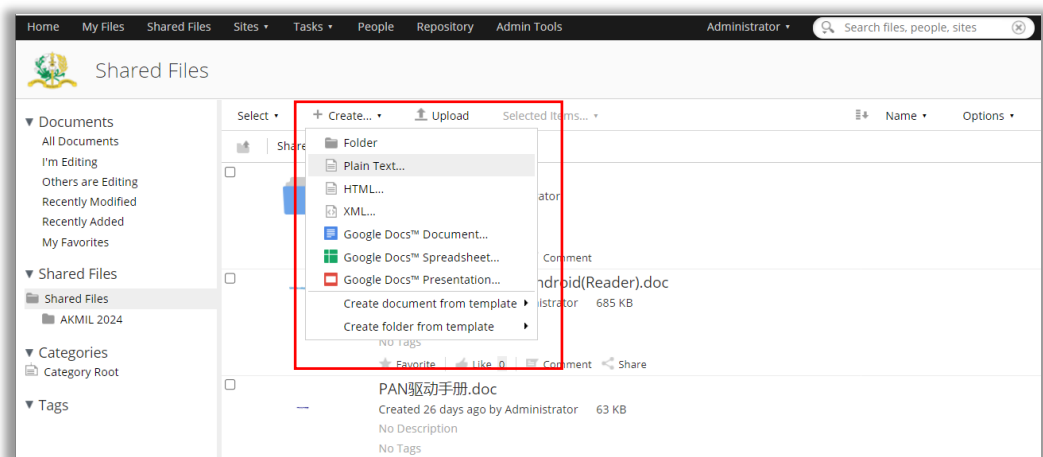 Home My Files Shared Files Sites Tasks People Repository Admin Tools Administrator Search files, people, sites
Shared Files
Documents
All Documents
I'm Editing
Others are Editing
Recently Modified
Recently Added
My Favorites
Shared Files
Shared Files
AKMIL 2024
Categories
Category Root
Tags
Select + Create... Upload Selected Items... Name Options
Share
Folder
Plain Text...
HTML...
XML...
Google Docs™ Document...
Google Docs™ Spreadsheet...
Google Docs™ Presentation...
Create document from template
Create folder from template
ator
Comment
ndroid(Reader).doc
istrator 685 KB
No Tags
Favorite Like 0 Comment Share
PAN驱动手册.doc
Created 26 days ago by Administrator 63 KB
No Description
No Tags